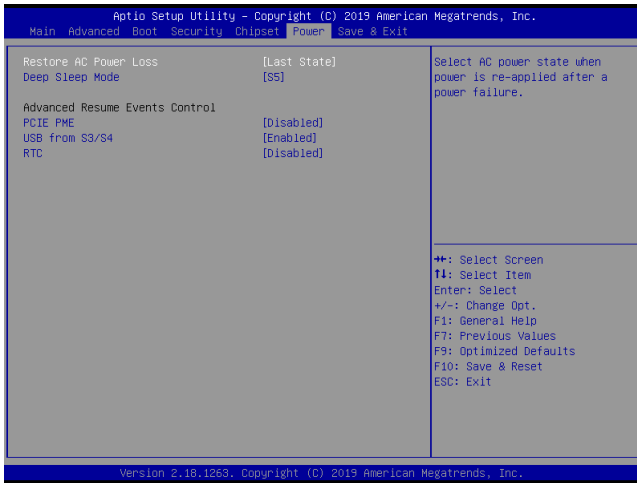 Aptio Setup Utility – Copyright (C) 2019 American Megatrends, Inc.
Main Advanced Boot Security Chipset Power Save & Exit
Restore AC Power Loss [Last State]
Deep Sleep Mode [S5]
Advanced Resume Events Control
PCIE PME [Disabled]
USB from S3/S4 [Enabled]
RTC [Disabled]
Select AC power state when
power is re-applied after a
power failure.
→←: Select Screen
↑↓: Select Item
Enter: Select
+/-: Change Opt.
F1: General Help
F7: Previous Values
F9: Optimized Defaults
F10: Save & Reset
ESC: Exit
Version 2.18.1263. Copyright (C) 2019 American Megatrends, Inc.